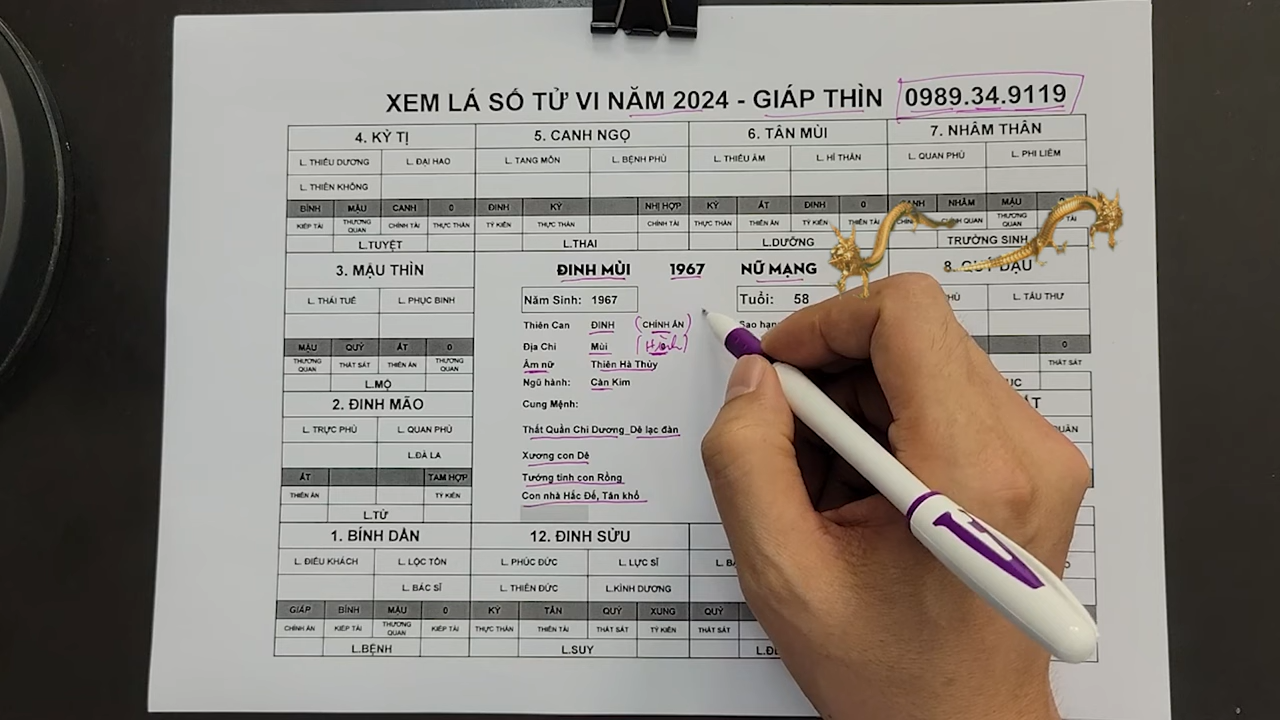 XEM LÁ SỐ TỬ VI NĂM 2024 - GIÁP THÌN 0989.34.9119
4. KỶ TỊ 5. CANH NGỌ 6. TÂN MÙI 7. NHÂM THÂN
L. THIẾU DƯƠNG L. ĐẠI HAO L. TANG MÔN L. BỆNH PHÙ L. THIẾU ÂM L. HỈ THẦN L. QUAN PHÙ L. PHI LIÊM
L. THIÊN KHÔNG
BÍNH MẬU CANH 0 ĐINH KỶ NHỊ HỢP KỶ ẤT ĐINH 0 NHÂM MẬU
KIẾP TÀI THƯƠNG QUAN CHÍNH TÀI THỰC THẦN TỶ KIÊN THỰC THẦN CHÍNH TÀI THỰC THẦN THIÊN ẤN TỶ KIÊN THIÊN TÀI QUAN THƯƠNG QUAN TÀI
L.TUYỆT L.THAI L.DƯỠNG TRƯỜNG SINH
3. MẬU THÌN ĐINH MÙI 1967 NỮ MẠNG 8. QUÝ DẬU
L. THÁI TUẾ L. PHỤC BINH Năm Sinh: 1967 Tuổi: 58 L. TẤU THƯ
Thiên Can ĐINH (CHÍNH ẤN) Sao hạn
MẬU QUÝ ẤT 0 Địa Chi Mùi 0
THƯƠNG QUAN THẤT SÁT THIÊN ẤN THƯƠNG QUAN Âm nữ Thiên Hà Thủy THẤT SÁT
L.MỘ Ngũ hành: Càn Kim
2. ĐINH MÃO Cung Mệnh:
L. TRỰC PHÙ L. QUAN PHÙ Thất Quần Chi Dương_Dê lạc đàn
L.ĐÀ LA Xương con Dê
ẤT TAM HỢP Tướng tinh con Rồng
THIÊN ẤN TỶ KIÊN Con nhà Hắc Đế, Tân khổ
L.TỬ
1. BÍNH DẦN 12. ĐINH SỬU
L. ĐIẾU KHÁCH L. LỘC TỒN L. PHÚC ĐỨC L. LỰC SĨ
L. BÁC SĨ L. THIÊN ĐỨC L.KÌNH DƯƠNG
GIÁP BÍNH MẬU 0 KỶ TÂN QUÝ XUNG QUÝ
CHÍNH ẤN KIẾP TÀI THƯƠNG QUAN KIẾP TÀI THỰC THẦN THIÊN TÀI THẤT SÁT TỶ KIÊN THẤT SÁT
L.BỆNH L.SUY